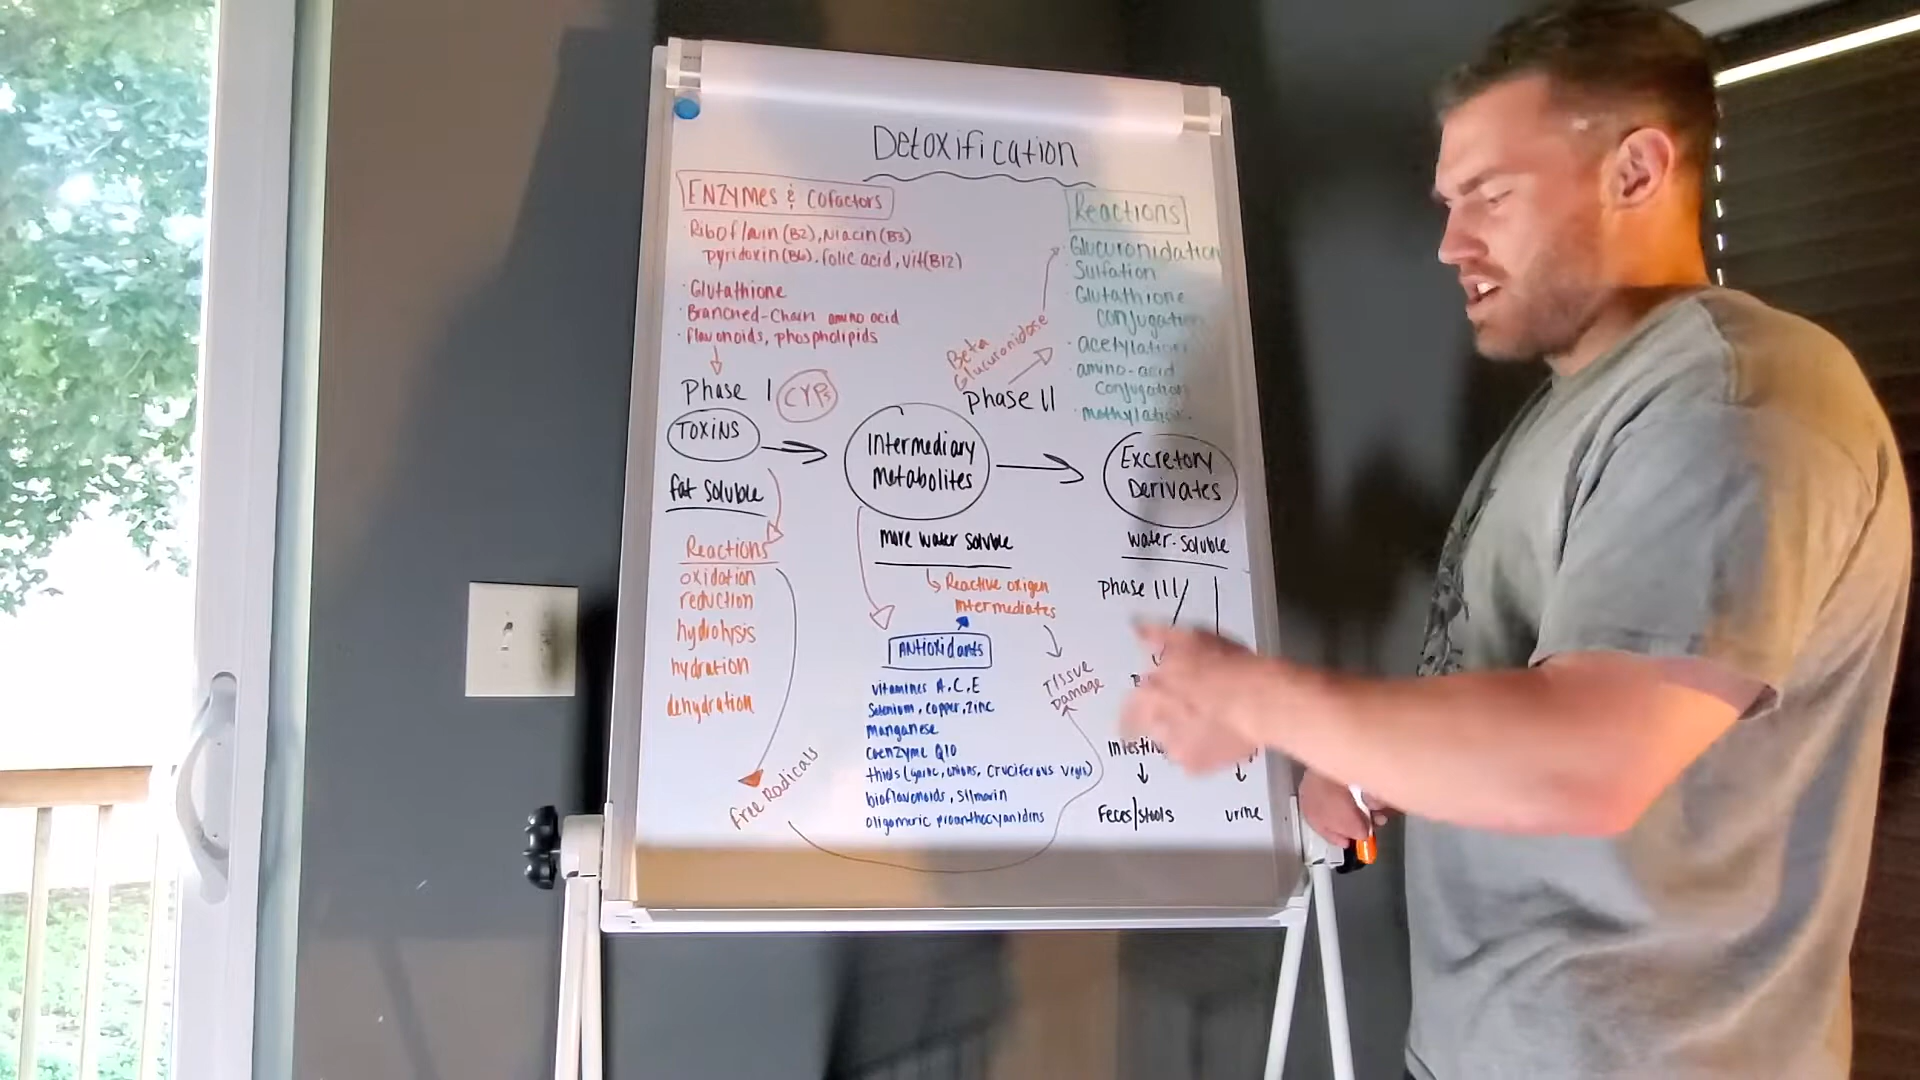 Detoxification
ENZYMES & Cofactors
· Riboflavin (B2), Niacin (B3)
pyridoxin (B6). folic acid, vit (B12)
· Glutathione
· Branched-Chain amino acid
· flavonoids, phospholipids
Phase I
CYPs
TOXINS
fat soluble
Reactions
oxidation
reduction
hydrolysis
hydration
dehydration
free Radicals
Intermediary
Metabolites
more water soluble
Reactive oxigen
Intermediates
Tissue
Damage
ANTIOXIDANTS
vitamines A, C, E
Selenium, copper, zinc
manganese
coenzyme Q10
thiols (garlic, onions, cruciferous vegis)
bioflavonoids, silmarin
oligomeric proanthocyanidins
Beta
Glucuronidase
Phase II
Reactions
· Glucuronidation
· Sulfation
· Glutathione
conjugation
· acetylation
· amino-acid
conjugation
· methylation
Excretory
Derivates
water-soluble
phase III
Feces/stools
urine